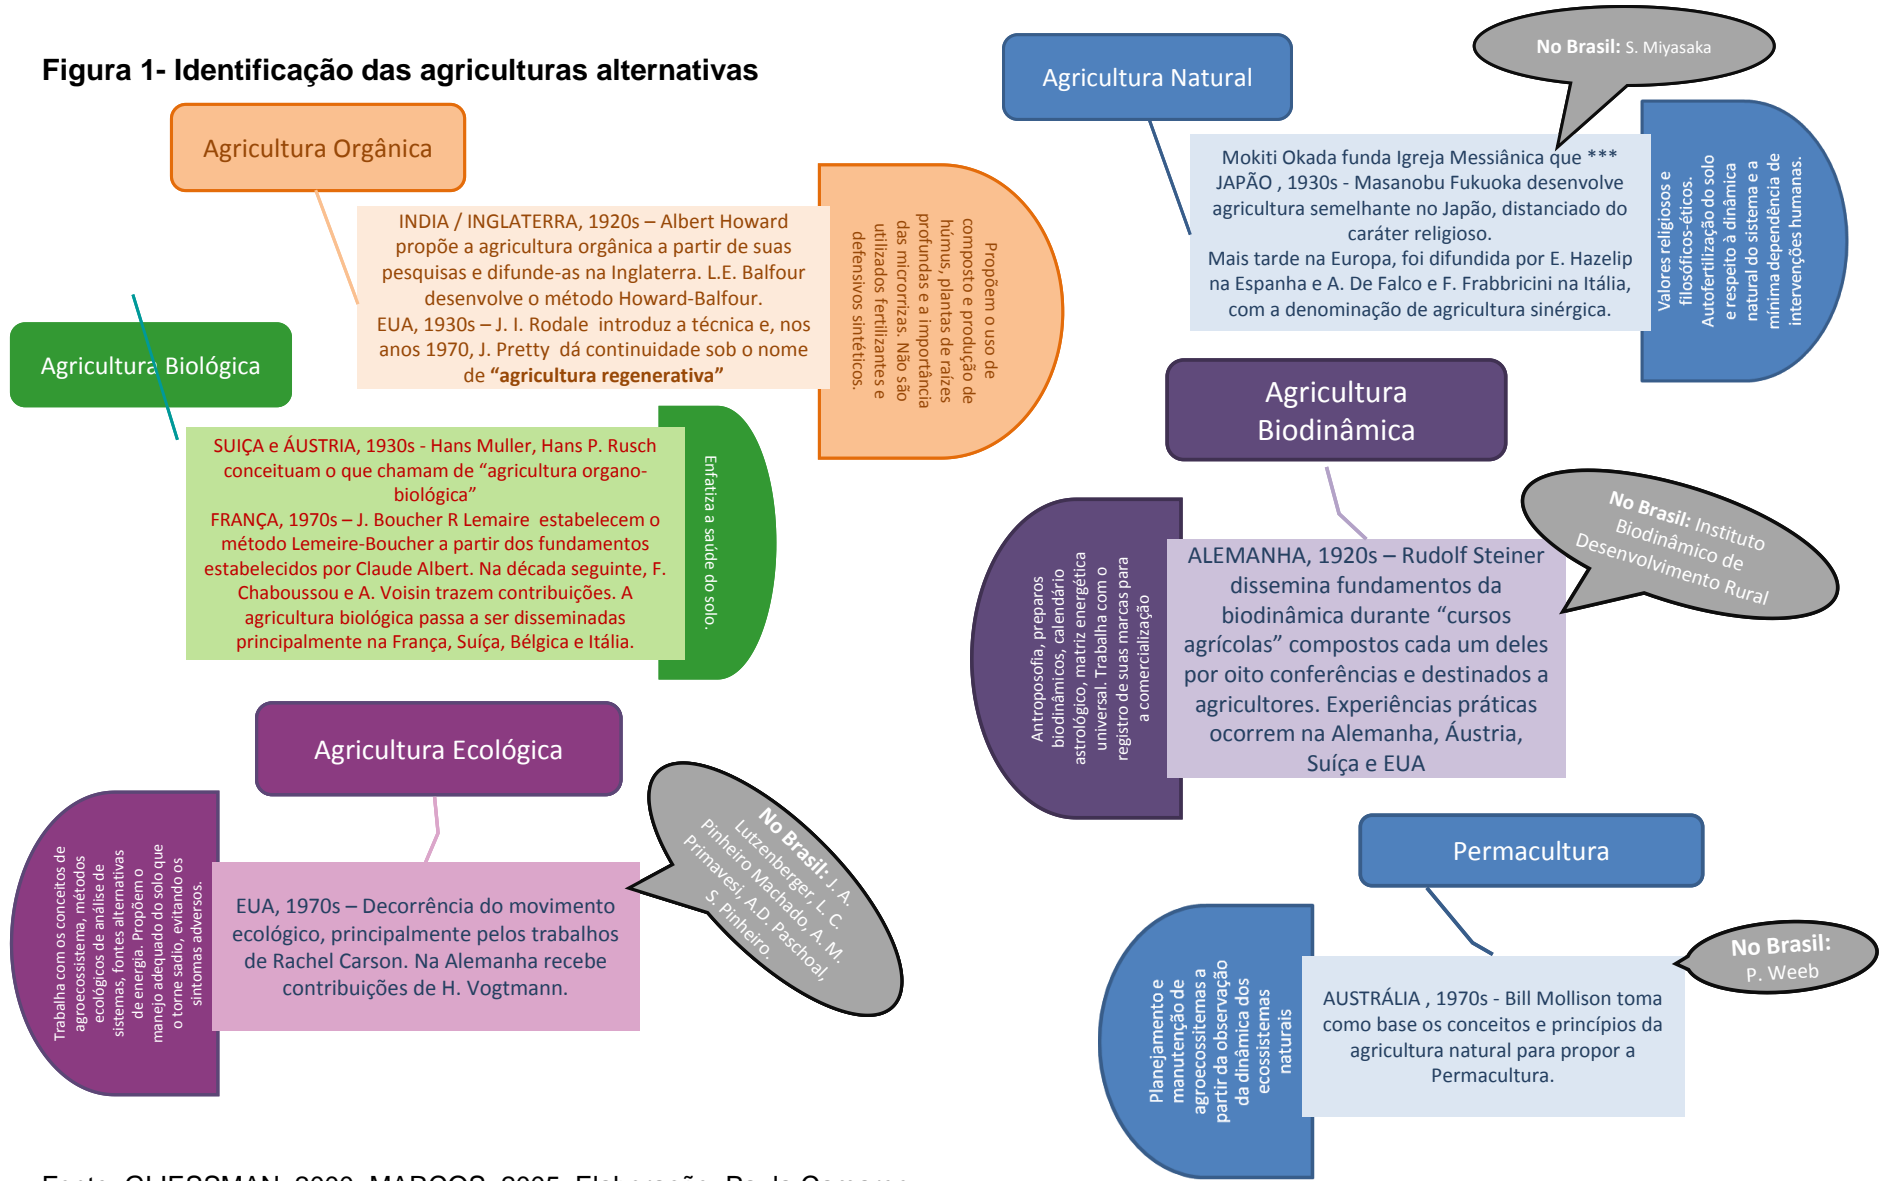 Figura 1- Identificação das agriculturas alternativas
Agricultura Orgânica
INDIA / INGLATERRA, 1920s – Albert Howard
propõe a agricultura orgânica a partir de suas
pesquisas e difunde-as na Inglaterra. L.E. Balfour
desenvolve o método Howard-Balfour.
EUA, 1930s – J. I. Rodale introduz a técnica e, nos
anos 1970, J. Pretty dá continuidade sob o nome
de “agricultura regenerativa”
Propõem o uso de
composto e produção de
húmus, plantas de raízes
profundas e a importância
das microrrizas. Não são
utilizados fertilizantes e
defensivos sintéticos.
Agricultura Biológica
SUIÇA e ÁUSTRIA, 1930s - Hans Muller, Hans P. Rusch
conceituam o que chamam de “agricultura organo-
biológica”
FRANÇA, 1970s – J. Boucher R Lemaire estabelecem o
método Lemeire-Boucher a partir dos fundamentos
estabelecidos por Claude Albert. Na década seguinte, F.
Chaboussou e A. Voisin trazem contribuições. A
agricultura biológica passa a ser disseminadas
principalmente na França, Suíça, Bélgica e Itália.
Enfatiza a saúde do solo.
Agricultura Ecológica
Trabalha com os conceitos de
agroecossistema, métodos
ecológicos de análise de
sistemas, fontes alternativas
de energia. Propõem o
manejo adequado do solo que
o torne sadio, evitando os
sintomas adversos.
EUA, 1970s – Decorrência do movimento
ecológico, principalmente pelos trabalhos
de Rachel Carson. Na Alemanha recebe
contribuições de H. Vogtmann.
No Brasil: J. A.
Lutzenberger, L. C.
Pinheiro Machado, A. M.
Primavesi, A.D. Paschoal,
S. Pinheiro.
Agricultura Natural
No Brasil: S. Miyasaka
Mokiti Okada funda Igreja Messiânica que ***
JAPÃO , 1930s - Masanobu Fukuoka desenvolve
agricultura semelhante no Japão, distanciado do
caráter religioso.
Mais tarde na Europa, foi difundida por E. Hazelip
na Espanha e A. De Falco e F. Frabbricini na Itália,
com a denominação de agricultura sinérgica.
Valores religiosos e
filosóficos-éticos.
Autofertilização do solo
e respeito à dinâmica
natural do sistema e a
mínima dependência de
intervenções humanas.
Agricultura
Biodinâmica
No Brasil: Instituto
Biodinâmico de
Desenvolvimento Rural
Antroposofia, preparos
biodinâmicos, calendário
astrológico, matriz energética
universal. Trabalha com o
registro de suas marcas para
a comercialização
ALEMANHA, 1920s – Rudolf Steiner
dissemina fundamentos da
biodinâmica durante “cursos
agrícolas” compostos cada um deles
por oito conferências e destinados a
agricultores. Experiências práticas
ocorrem na Alemanha, Áustria,
Suíça e EUA
Permacultura
No Brasil:
P. Weeb
Planejamento e
manutenção de
agroecossitemas a
partir da observação
da dinâmica dos
ecossistemas
naturais
AUSTRÁLIA , 1970s - Bill Mollison toma
como base os conceitos e princípios da
agricultura natural para propor a
Permacultura.